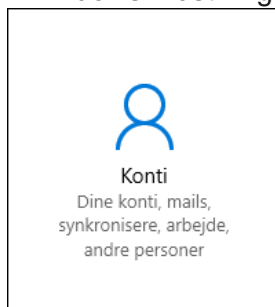 Konti
Dine konti, mails,
synkronisere, arbejde,
andre personer